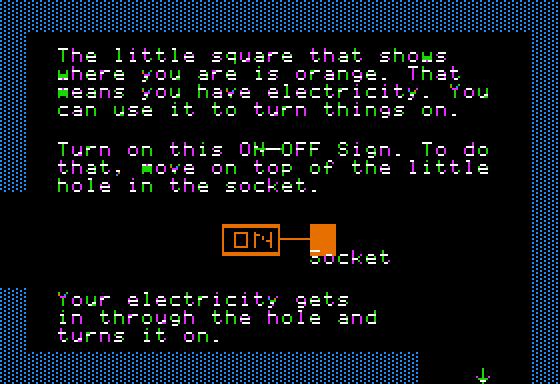 The little square that shows
where you are is orange. That
means you have electricity. You
can use it to turn things on.
Turn on this ON-OFF Sign. To do
that, move on top of the little
hole in the socket.
ON
Socket
Your electricity gets
in through the hole and
turns it on.